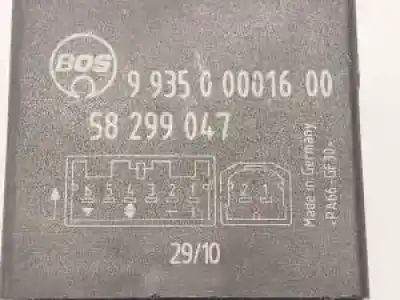 BOS
9 935 0 00016 00
58 299 047
6 5 4 3 2 1
2 1
Made in Germany
>PA66-GF30<
29/10